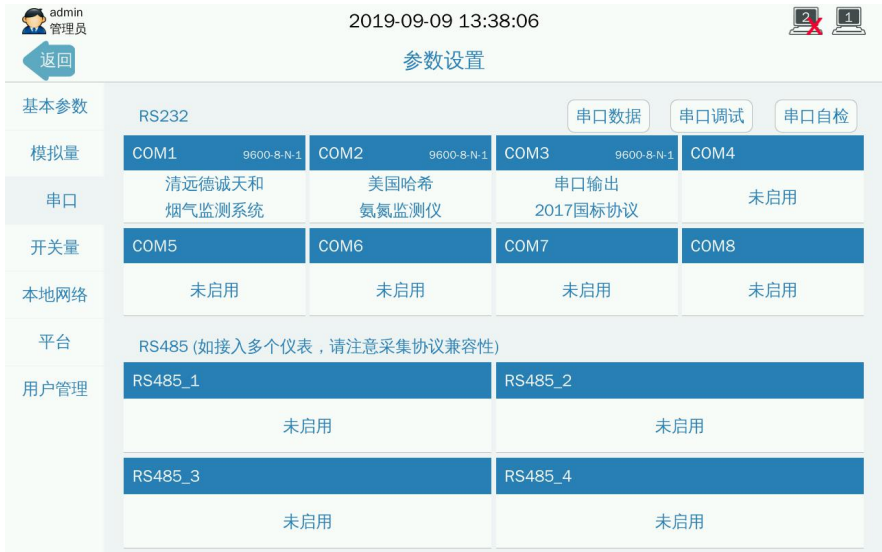 admin
管理员
2019-09-09 13:38:06
2
1
返回
参数设置
基本参数
模拟量
串口
开关量
本地网络
平台
用户管理
RS232
串口数据
串口调试
串口自检
COM1 9600-8-N-1
清远德诚天和
烟气监测系统
COM2 9600-8-N-1
美国哈希
氨氮监测仪
COM3 9600-8-N-1
串口输出
2017国标协议
COM4
未启用
COM5
未启用
COM6
未启用
COM7
未启用
COM8
未启用
RS485 (如接入多个仪表，请注意采集协议兼容性)
RS485_1
未启用
RS485_2
未启用
RS485_3
未启用
RS485_4
未启用